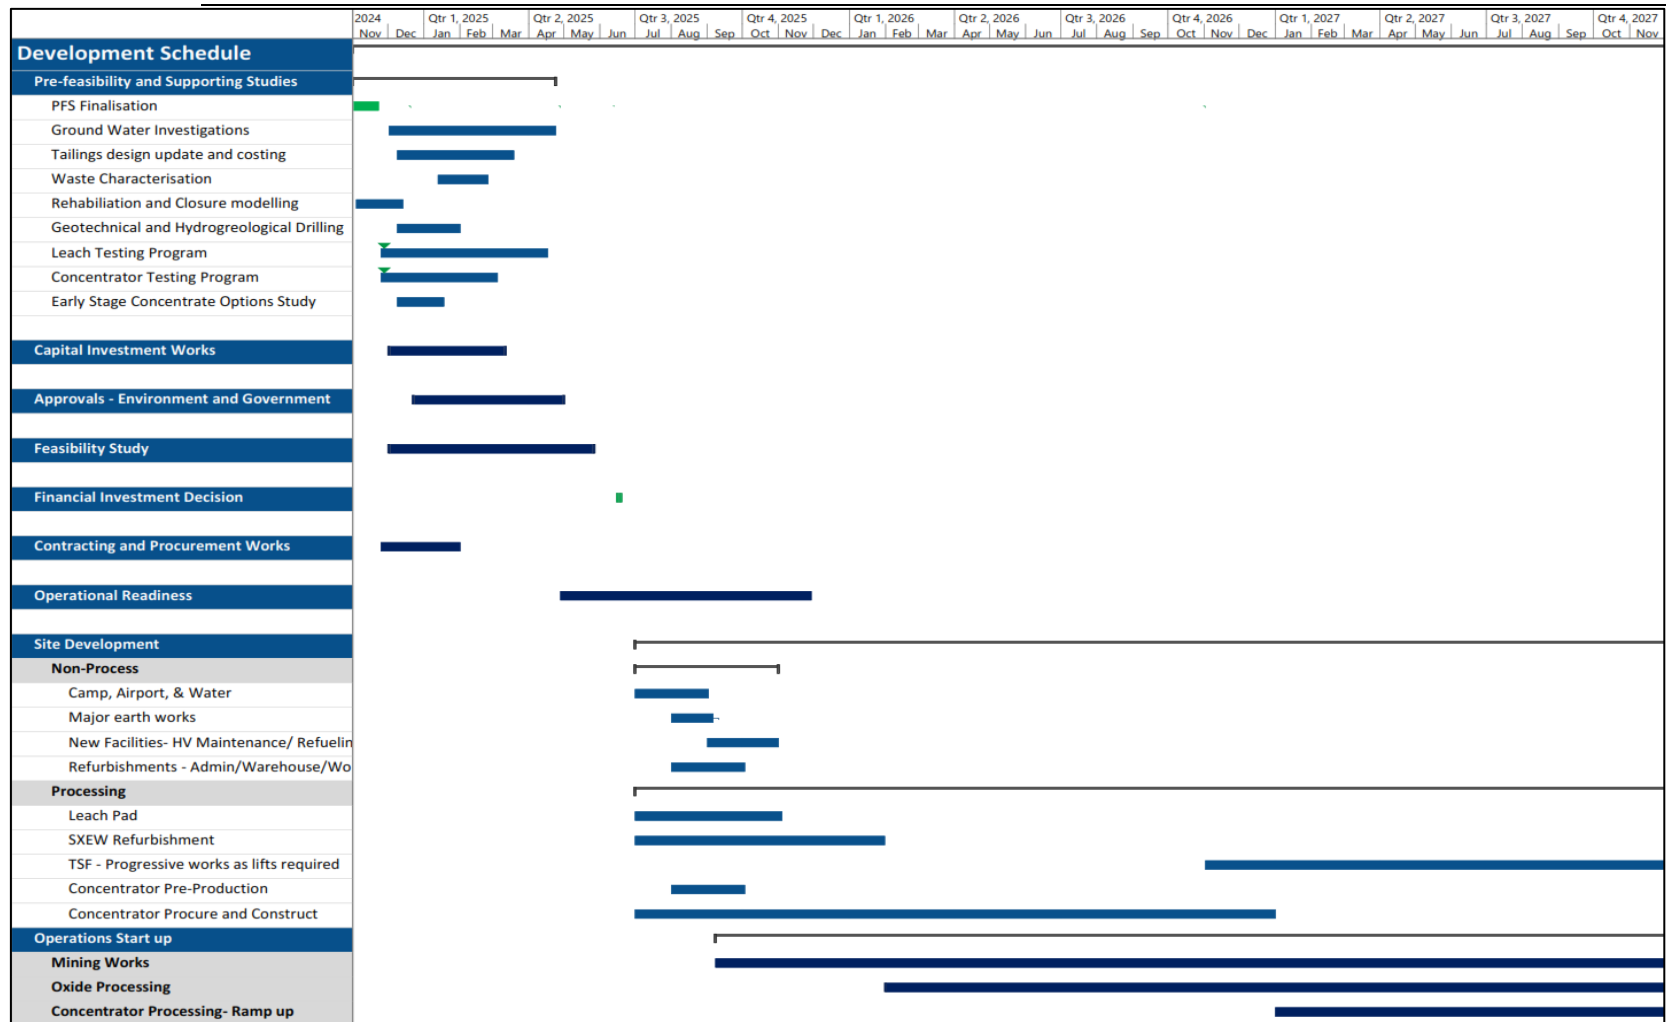 2024 Qtr 1, 2025 Qtr 2, 2025 Qtr 3, 2025 Qtr 4, 2025 Qtr 1, 2026 Qtr 2, 2026 Qtr 3, 2026 Qtr 4, 2026 Qtr 1, 2027 Qtr 2, 2027 Qtr 3, 2027 Qtr 4, 2027
Nov Dec Jan Feb Mar Apr May Jun Jul Aug Sep Oct Nov Dec Jan Feb Mar Apr May Jun Jul Aug Sep Oct Nov Dec Jan Feb Mar Apr May Jun Jul Aug Sep Oct Nov
Development Schedule
Pre-feasibility and Supporting Studies
PFS Finalisation
Ground Water Investigations
Tailings design update and costing
Waste Characterisation
Rehabiliation and Closure modelling
Geotechnical and Hydrogreological Drilling
Leach Testing Program
Concentrator Testing Program
Early Stage Concentrate Options Study
Capital Investment Works
Approvals - Environment and Government
Feasibility Study
Financial Investment Decision
Contracting and Procurement Works
Operational Readiness
Site Development
Non-Process
Camp, Airport, & Water
Major earth works
New Facilities- HV Maintenance/ Refuelin
Refurbishments - Admin/Warehouse/Wo
Processing
Leach Pad
SXEW Refurbishment
TSF - Progressive works as lifts required
Concentrator Pre-Production
Concentrator Procure and Construct
Operations Start up
Mining Works
Oxide Processing
Concentrator Processing- Ramp up